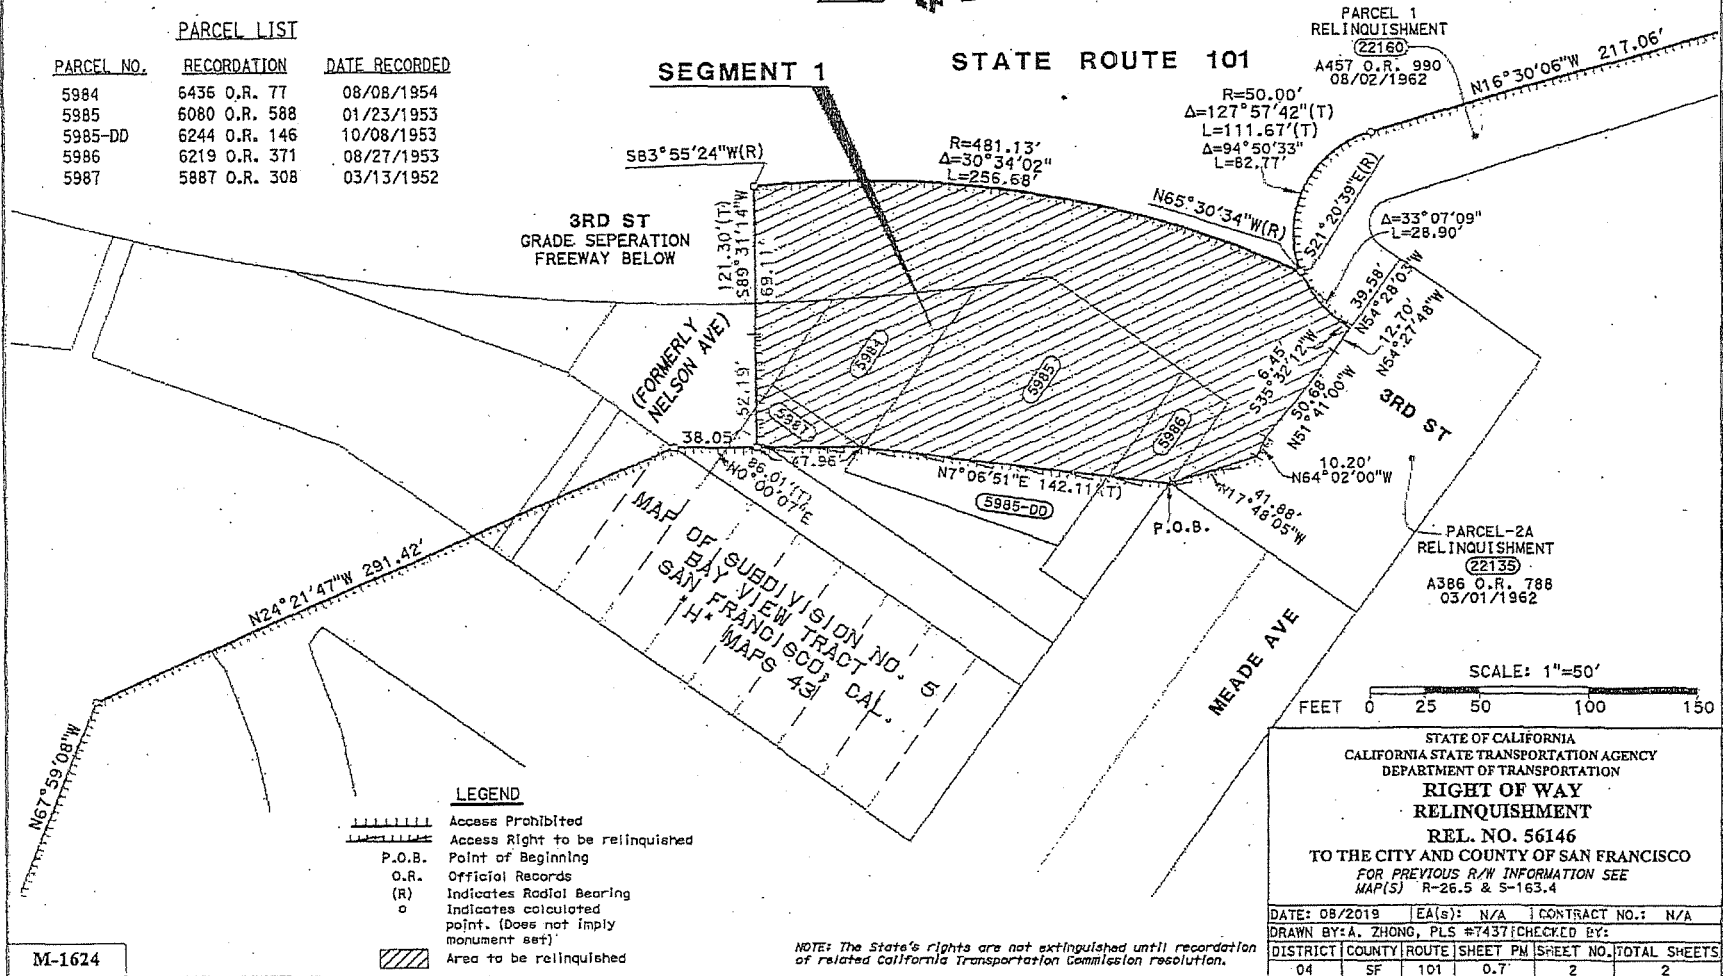 PARCEL LIST
PARCEL NO. RECORDATION DATE RECORDED
5984 6436 O.R. 77 08/08/1954
5985 6080 O.R. 588 01/23/1953
5985-DD 6244 O.R. 146 10/08/1953
5986 6219 O.R. 371 08/27/1953
5987 5887 O.R. 308 03/13/1952
SEGMENT 1
STATE ROUTE 101
PARCEL 1
RELINQUISHMENT
22160
A457 O.R. 990
08/02/1962
N16°30'06"W 217.06'
R=50.00'
Δ=127°57'42"(T)
L=111.67'(T)
Δ=94°50'33"
L=82.77'
R=481.13'
Δ=30°34'02"
L=256.68'
S83°55'24"W(R)
N65°30'34"W(R)
S21°20'39"E(R)
Δ=33°07'09"
L=28.90'
3RD ST
GRADE SEPERATION
FREEWAY BELOW
121.30'(T)
S89°31'14"W
69.11'
52.19'
(FORMERLY
NELSON AVE)
39.58'
N54°28'03"W
12.70'
N64°27'48"W
6.45'
S35°32'12"W
50.68'
N51°41'00"W
3RD ST
5984
5985
5986
5987
38.05'
47.96'
86.01'(T)
N0°00'07"E
N7°06'51"E 142.11'(T)
5985-DD
10.20'
N64°02'00"W
41.88'
N17°48'05"W
P.O.B.
PARCEL-2A
RELINQUISHMENT
22135
A386 O.R. 788
03/01/1962
N24°21'47"W 291.42'
N67°59'08"W
MAP OF SUBDIVISION NO. 5
BAY VIEW TRACT
SAN FRANCISCO, CAL.
"H" MAPS 43
MEADE AVE
SCALE: 1"=50'
FEET 0 25 50 100 150
LEGEND
Access Prohibited
Access Right to be relinquished
P.O.B. Point of Beginning
O.R. Official Records
(R) Indicates Radial Bearing
o Indicates calculated
point. (Does not imply
monument set)
Area to be relinquished
NOTE: The State's rights are not extinguished until recordation
of related California Transportation Commission resolution.
STATE OF CALIFORNIA
CALIFORNIA STATE TRANSPORTATION AGENCY
DEPARTMENT OF TRANSPORTATION
RIGHT OF WAY
RELINQUISHMENT
REL. NO. 56146
TO THE CITY AND COUNTY OF SAN FRANCISCO
FOR PREVIOUS R/W INFORMATION SEE
MAP(S) R-26.5 & S-163.4
DATE: 08/2019 EA(s): N/A CONTRACT NO.: N/A
DRAWN BY: A. ZHONG, PLS #7437 CHECKED BY:
DISTRICT COUNTY ROUTE SHEET PM SHEET NO. TOTAL SHEETS
04 SF 101 0.7 2 2
M-1624